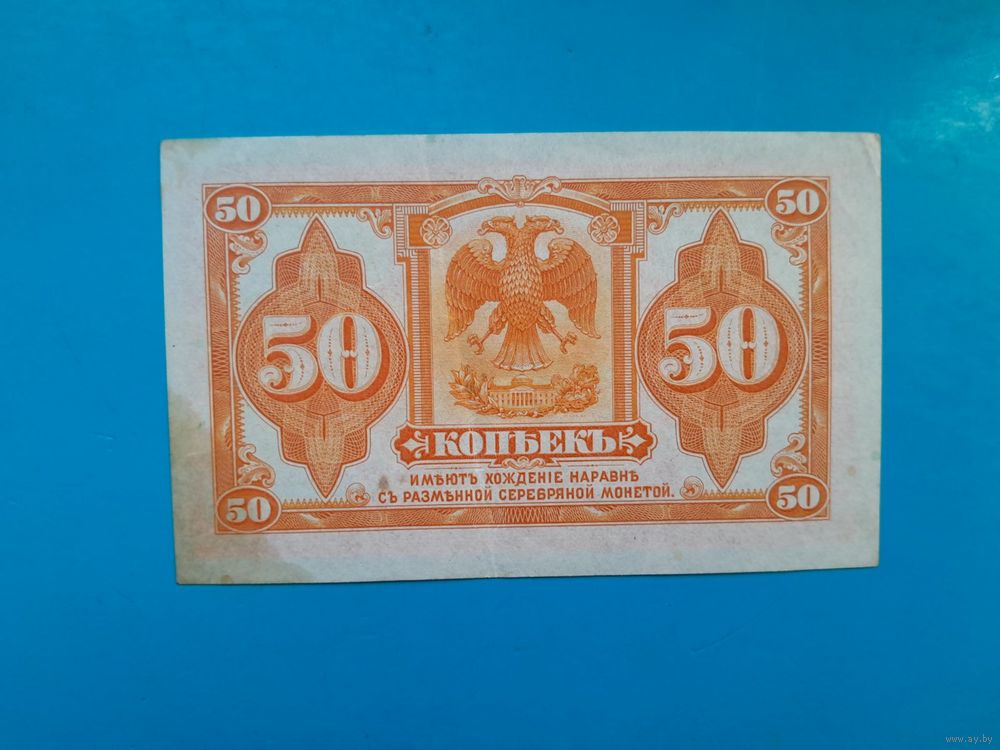 50 50
50 50
КОПѢЕКЪ
ИМѢЮТЪ ХОЖДЕНІЕ НАРАВНѢ
СЪ РАЗМѢННОЙ СЕРЕБРЯНОЙ МОНЕТОЙ.
50 50
www.ay.by